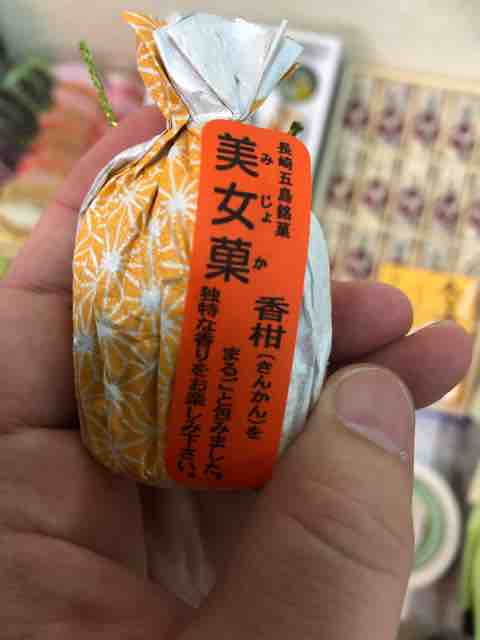 長崎五島銘菓
美女菓
みじょか
香柑(きんかん)を
まるごと包みました。
独特な香りをお楽しみ下さい。